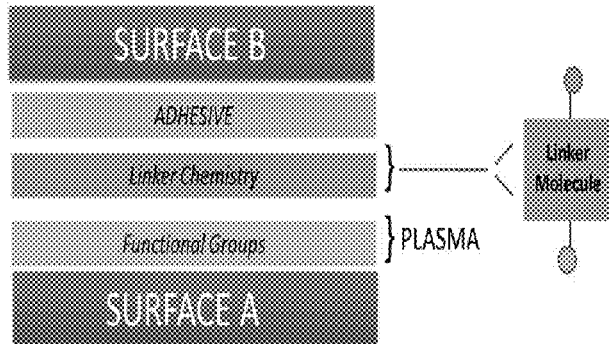 SURFACE B
ADHESIVE
Linker Chemistry
Linker
Molecule
Functional Groups
PLASMA
SURFACE A